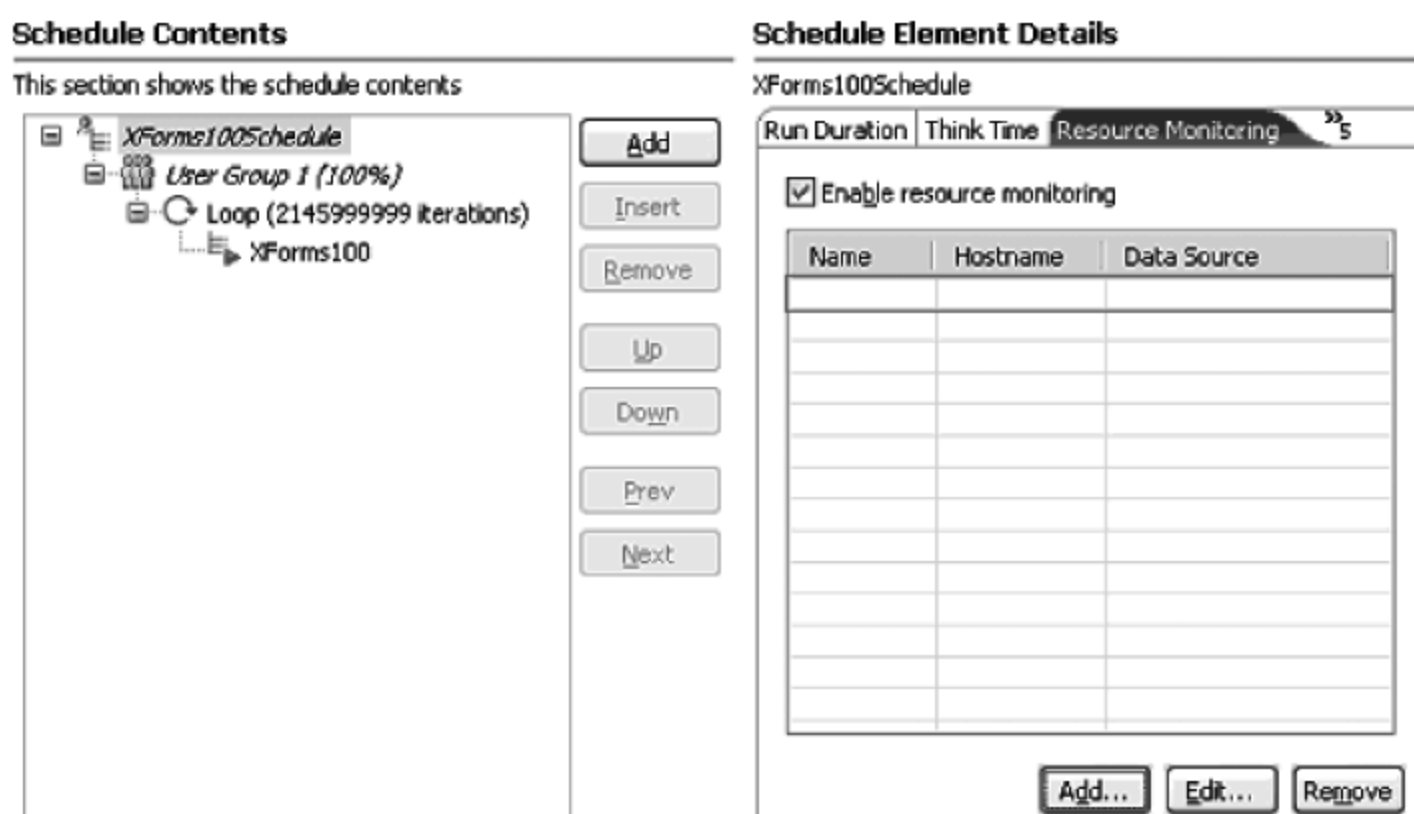 Schedule Contents
This section shows the schedule contents
XForms100Schedule
User Group 1 (100%)
Loop (2145999999 iterations)
XForms100
Add
Insert
Remove
Up
Down
Prev
Next
Schedule Element Details
XForms100Schedule
Run Duration Think Time Resource Monitoring »5
Enable resource monitoring
Name Hostname Data Source
Add... Edit... Remove